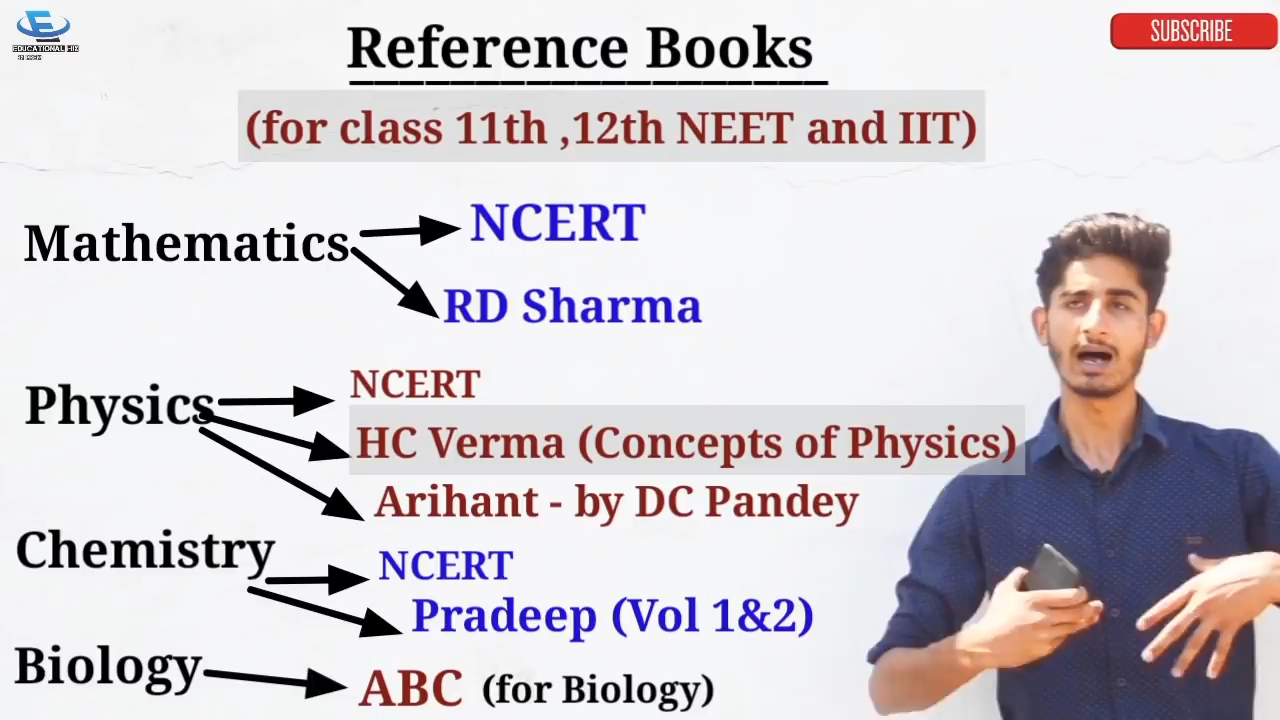 EDUCATIONAL
SUBSCRIBE
Reference Books
(for class 11th ,12th NEET and IIT)
Mathematics
NCERT
RD Sharma
Physics
NCERT
HC Verma (Concepts of Physics)
Arihant - by DC Pandey
Chemistry
NCERT
Pradeep (Vol 1&2)
Biology
ABC (for Biology)